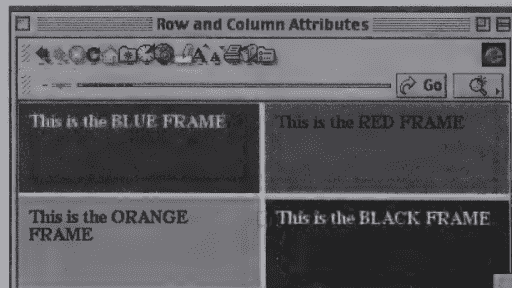 Row and Column Attributes
Go
This is the BLUE FRAME
This is the RED FRAME
This is the ORANGE
FRAME
This is the BLACK FRAME